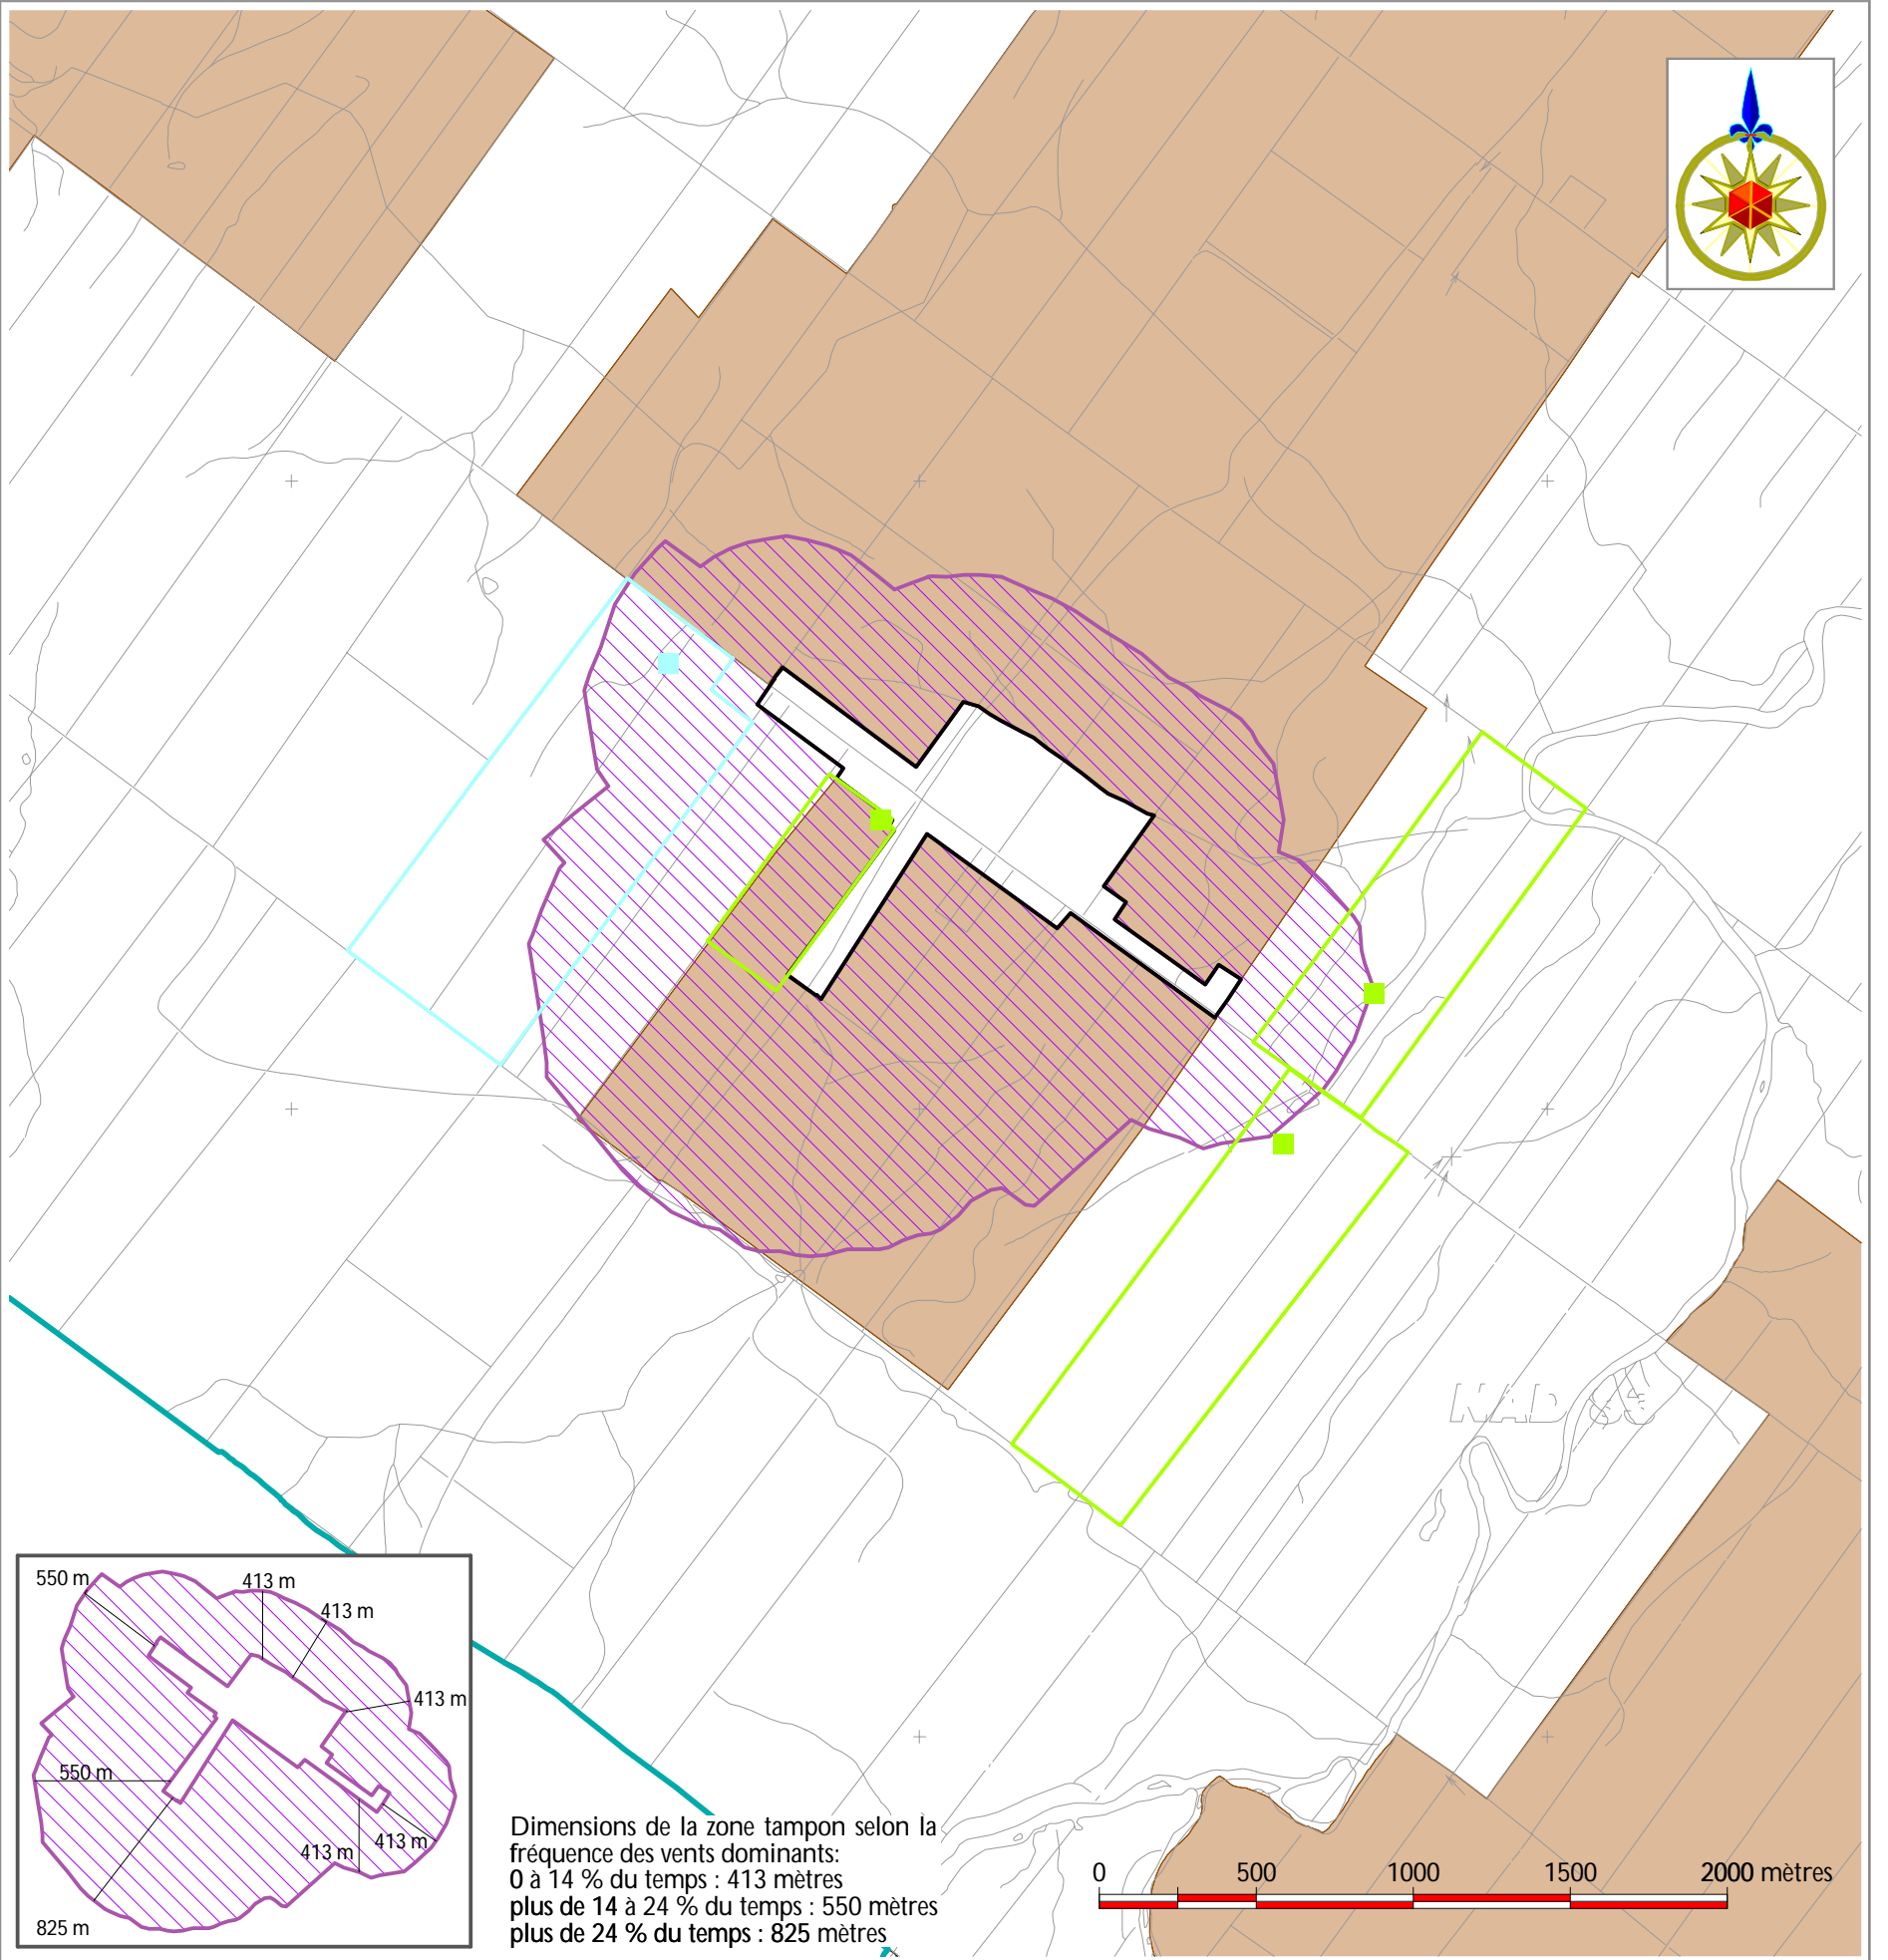 550 m
413 m
413 m
413 m
550 m
413 m
413 m
825 m
Dimensions de la zone tampon selon la
fréquence des vents dominants:
0 à 14 % du temps : 413 mètres
plus de 14 à 24 % du temps : 550 mètres
plus de 24 % du temps : 825 mètres
0 500 1000 1500 2000 mètres